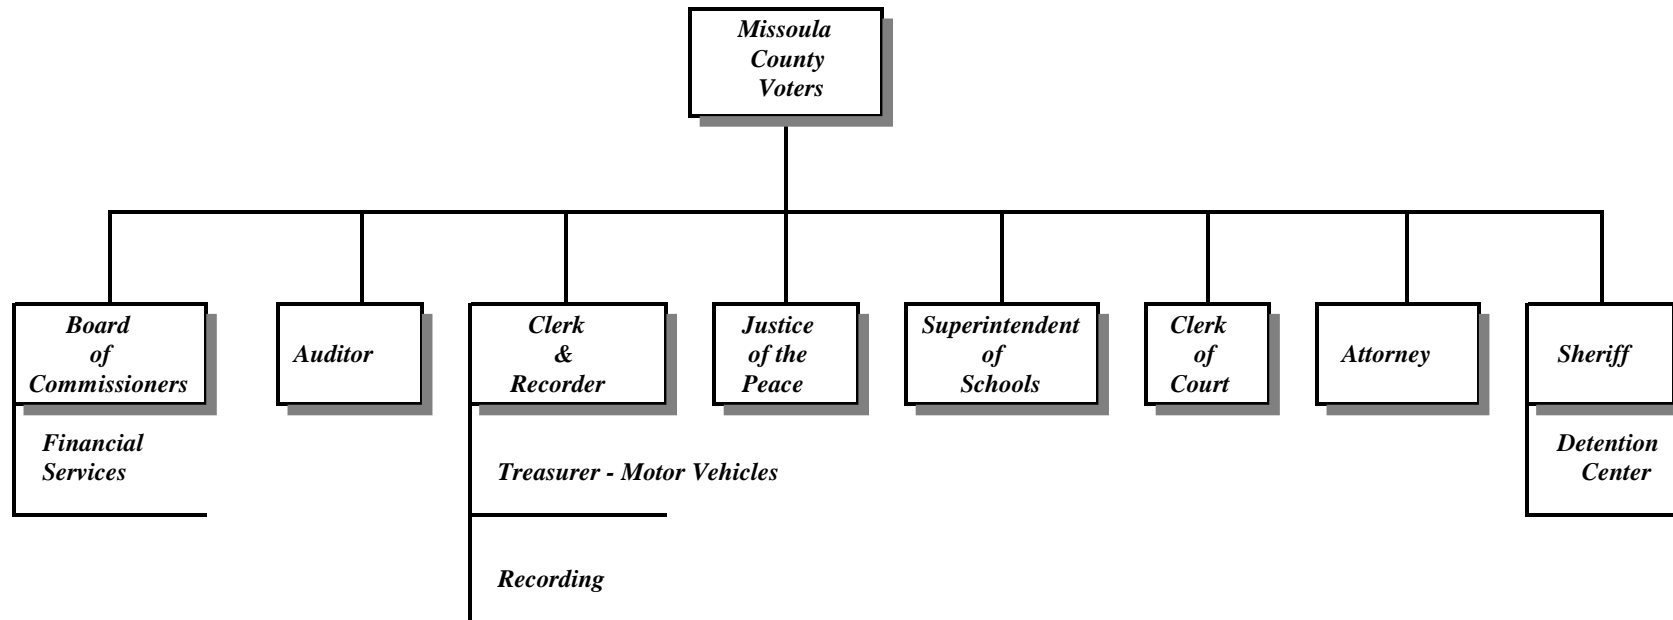 Missoula
County
Voters
Board
of
Commissioners
Auditor
Clerk
&
Recorder
Justice
of the
Peace
Superintendent
of
Schools
Clerk
of
Court
Attorney
Sheriff
Financial
Services
Treasurer - Motor Vehicles
Detention
Center
Recording